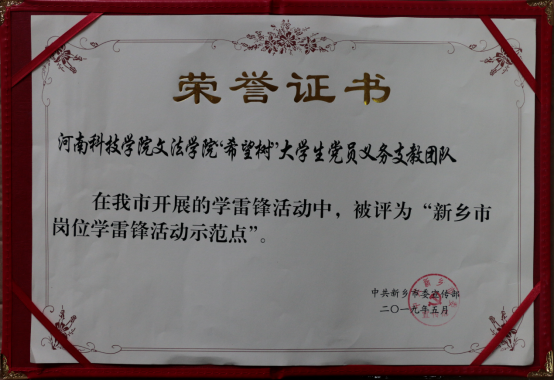 荣誉证书
河南科技学院文法学院“希望树”大学生党员义务支教团队
在我市开展的学雷锋活动中，被评为“新乡市
岗位学雷锋活动示范点”。
中共新乡市委宣传部
二〇一九年五月